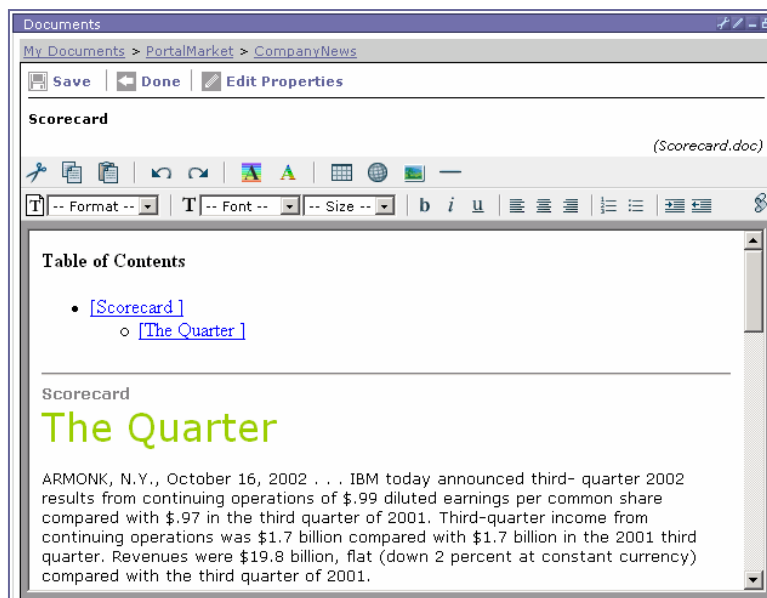 Documents
My Documents > PortalMarket > CompanyNews
Save Done Edit Properties
Scorecard
(Scorecard.doc)
A A
T -- Format -- T -- Font -- -- Size -- b i u
Table of Contents
[Scorecard ]
[The Quarter ]
Scorecard
The Quarter
ARMONK, N.Y., October 16, 2002 . . . IBM today announced third- quarter 2002
results from continuing operations of $.99 diluted earnings per common share
compared with $.97 in the third quarter of 2001. Third-quarter income from
continuing operations was $1.7 billion compared with $1.7 billion in the 2001 third
quarter. Revenues were $19.8 billion, flat (down 2 percent at constant currency)
compared with the third quarter of 2001.